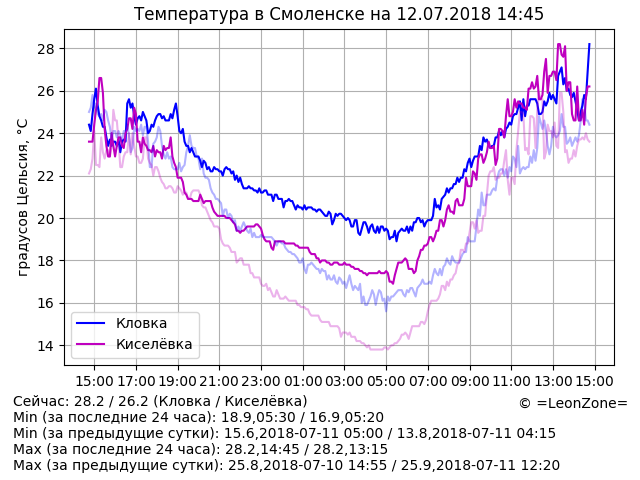 Температура в Смоленске на 12.07.2018 14:45
градусов Цельсия, °C
28
26
24
22
20
18
16
14
Кловка
Киселёвка
15:00 17:00 19:00 21:00 23:00 01:00 03:00 05:00 07:00 09:00 11:00 13:00 15:00
Сейчас: 28.2 / 26.2 (Кловка / Киселёвка)
© =LeonZone=
Min (за последние 24 часа): 18.9,05:30 / 16.9,05:20
Min (за предыдущие сутки): 15.6,2018-07-11 05:00 / 13.8,2018-07-11 04:15
Max (за последние 24 часа): 28.2,14:45 / 28.2,13:15
Max (за предыдущие сутки): 25.8,2018-07-10 14:55 / 25.9,2018-07-11 12:20